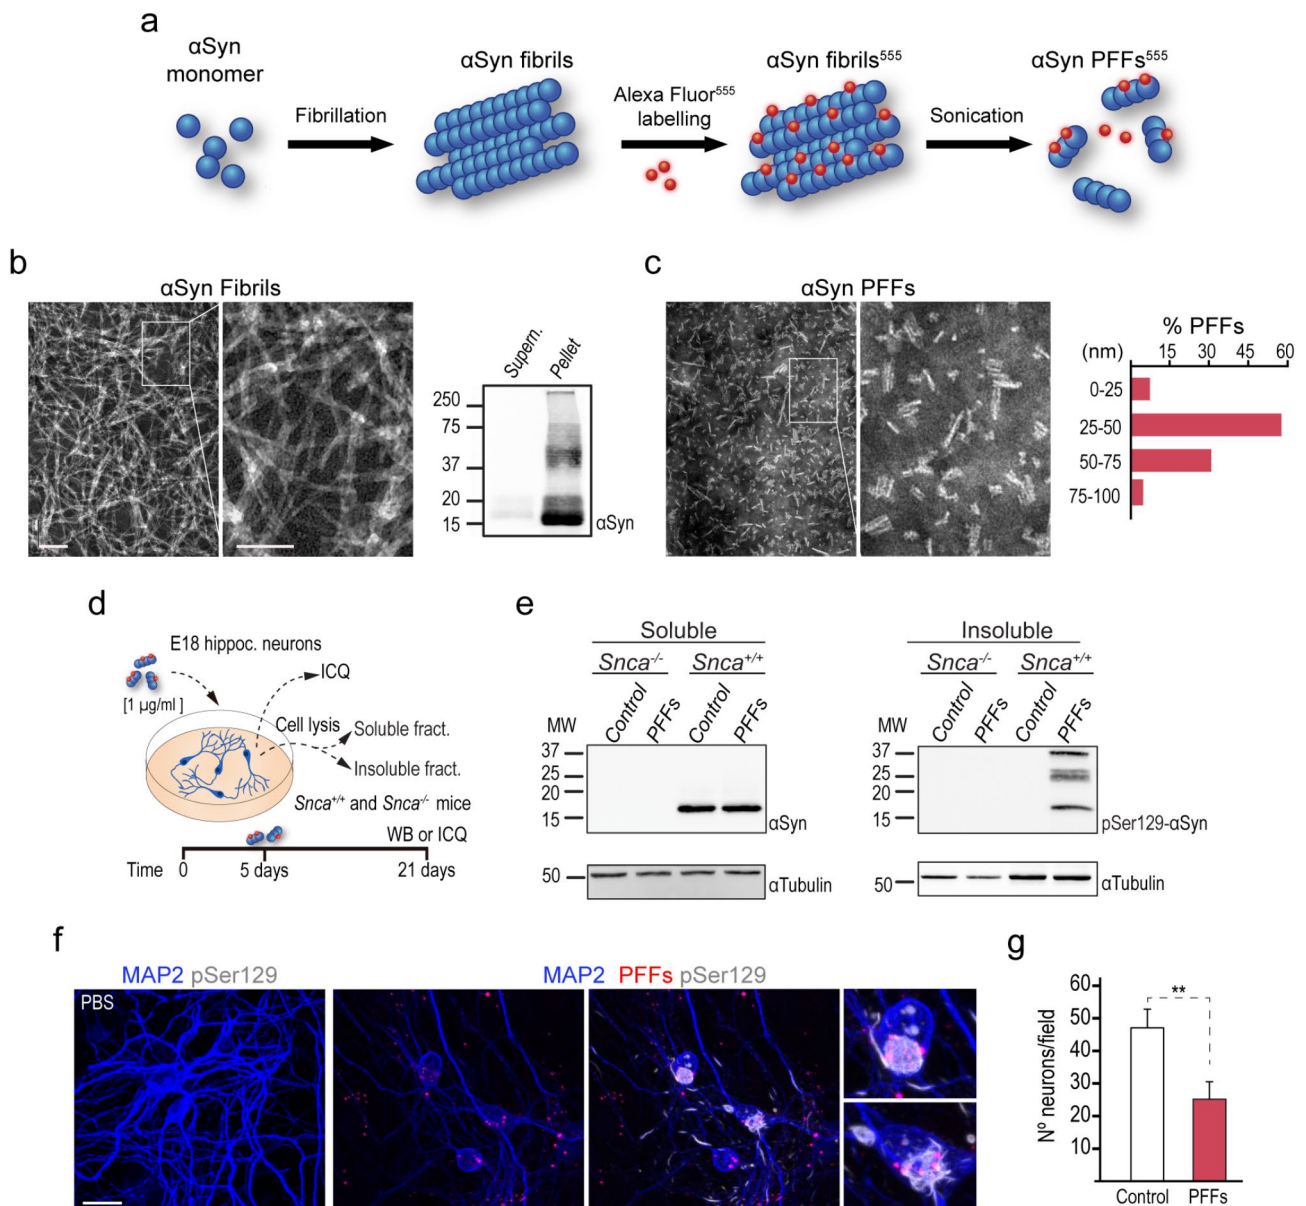 a
αSyn
monomer
Fibrillation
αSyn fibrils
Alexa Fluor555
labelling
αSyn fibrils555
Sonication
αSyn PFFs555
b
αSyn Fibrils
Supern.
Pellet
250
75
37
20
15
αSyn
c
αSyn PFFs
% PFFs
(nm)
15 30 45 60
0-25
25-50
50-75
75-100
d
E18 hippoc. neurons
[1 µg/ml ]
ICQ
Cell lysis
Soluble fract.
Insoluble fract.
Snca+/+ and Snca-/- mice
WB or ICQ
Time 0 5 days 21 days
e
Soluble
Snca-/- Snca+/+
Control PFFs Control PFFs
MW
37
25
20
15
αSyn
50
αTubulin
Insoluble
Snca-/- Snca+/+
Control PFFs Control PFFs
MW
37
25
20
15
pSer129-αSyn
50
αTubulin
f
MAP2 pSer129
MAP2 PFFs pSer129
PBS
g
Nº neurons/field
60
50
40
30
20
10
**
Control PFFs